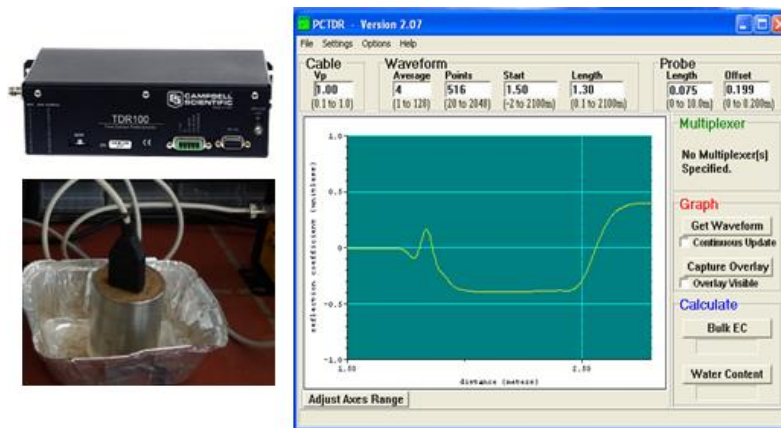 CAMPBELL
SCIENTIFIC
TDR100
PCTDR - Version 2.07
File Settings Options Help
Cable
Vp
1.00
(0.1 to 1.0)
Waveform
Average Points Start Length
4 516 1.50 1.30
(1 to 128) (20 to 2048) (-2 to 2100m) (0.1 to 2100m)
Probe
Length Offset
0.075 0.199
(0 to 10.0m) (0 to 0.200m)
reflection coefficient (unitless)
1.0
0.5
0
-0.5
-1.0
distance (meters)
Adjust Axes Range
Multiplexer
No Multiplexer(s)
Specified.
Graph
Get Waveform
Continuous Update
Capture Overlay
Overlay Visible
Calculate
Bulk EC
Water Content